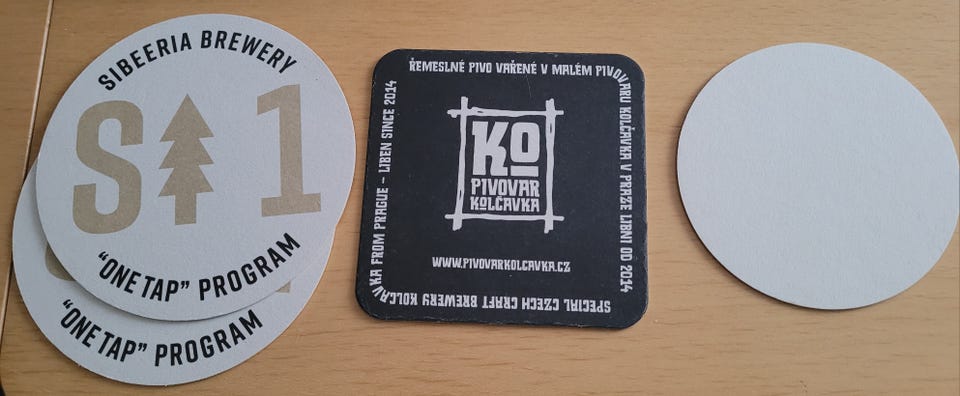 SIBEERIA BREWERY
S 1
"ONE TAP" PROGRAM
"ONE TAP" PROGRAM
ŘEMESLNÉ PIVO VAŘENÉ V MALÉM PIVOVARU KOLČAVKA V PRAZE LIBNI OD 2014
SPECIAL CZECH CRAFT BREWERY KOLCAVKA FROM PRAGUE - LIBEN SINCE 2014
KO
PIVOVAR
KOLČAVKA
WWW.PIVOVARKOLCAVKA.CZ